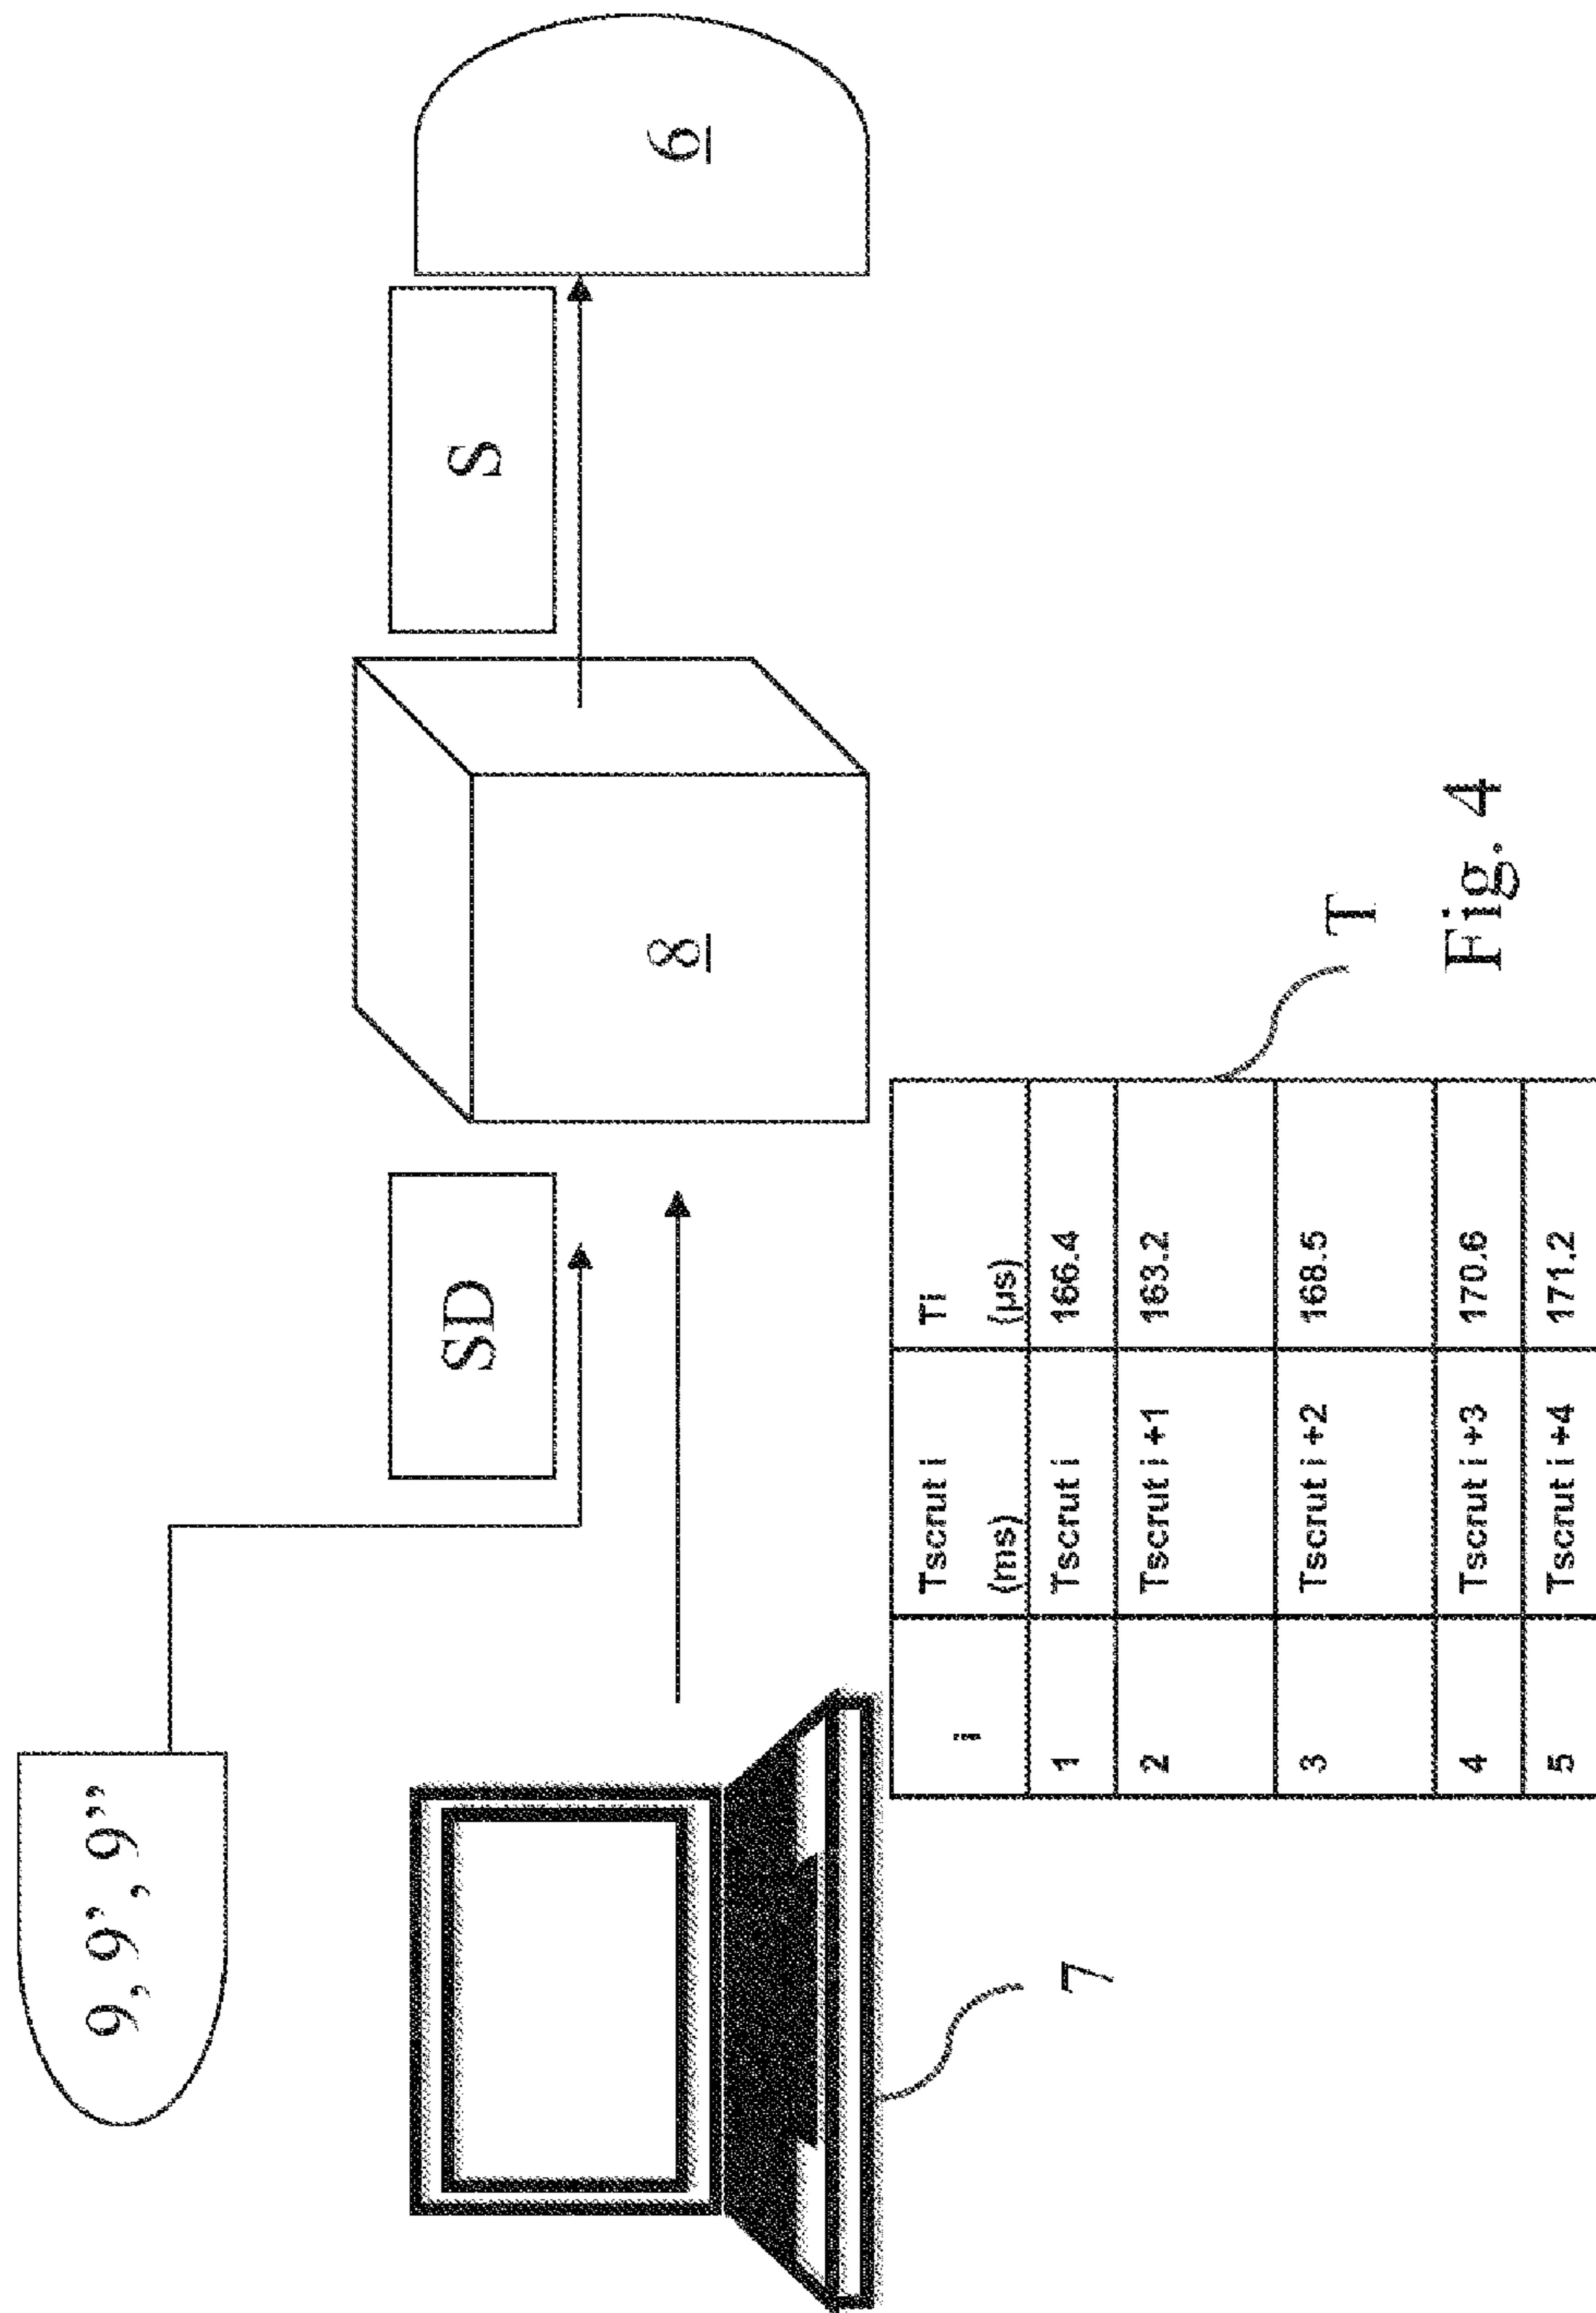 9, 9’, 9”
SD
S
8
6
7
i Tscrut i (ms) Ti (µs)
1 Tscrut i 166.4
2 Tscrut i +1 163.2
3 Tscrut i +2 168.5
4 Tscrut i +3 170.6
5 Tscrut i +4 171.2
T
Fig. 4